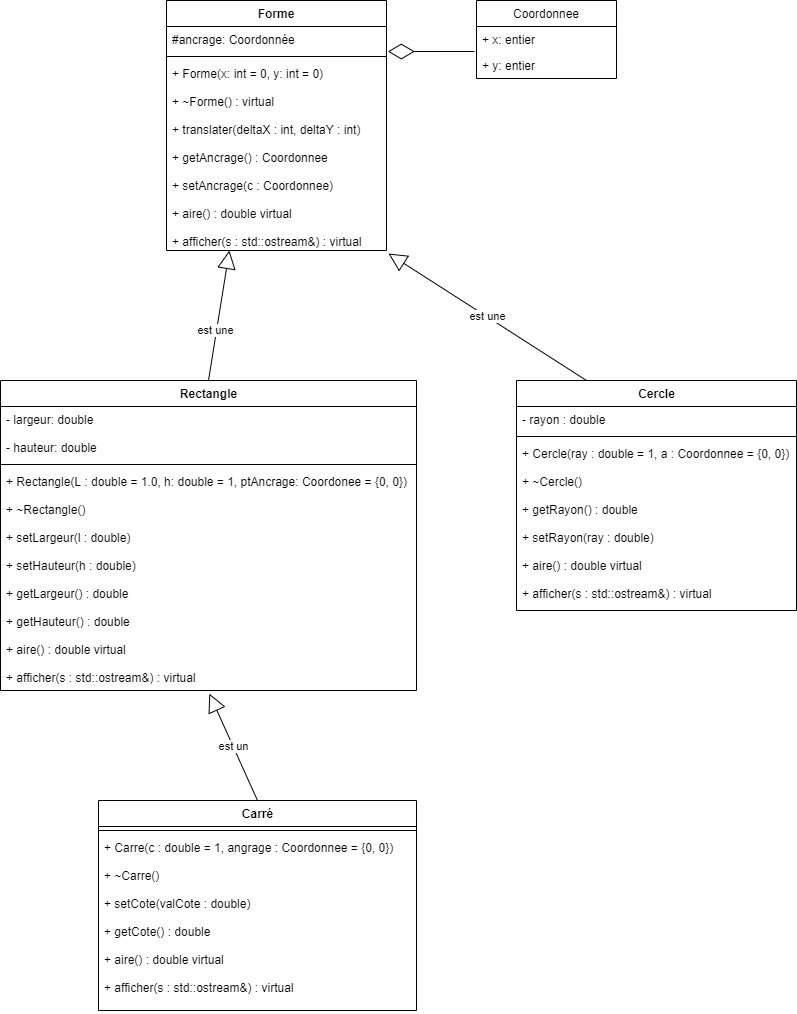 Forme
#ancrage: Coordonnée
+ Forme(x: int = 0, y: int = 0)
+ ~Forme() : virtual
+ translater(deltaX : int, deltaY : int)
+ getAncrage() : Coordonnee
+ setAncrage(c : Coordonnee)
+ aire() : double virtual
+ afficher(s : std::ostream&) : virtual
Coordonnee
+ x: entier
+ y: entier
est une
est une
Rectangle
- largeur: double
- hauteur: double
+ Rectangle(L : double = 1.0, h: double = 1, ptAncrage: Coordonee = {0, 0})
+ ~Rectangle()
+ setLargeur(l : double)
+ setHauteur(h : double)
+ getLargeur() : double
+ getHauteur() : double
+ aire() : double virtual
+ afficher(s : std::ostream&) : virtual
Cercle
- rayon : double
+ Cercle(ray : double = 1, a : Coordonnee = {0, 0})
+ ~Cercle()
+ getRayon() : double
+ setRayon(ray : double)
+ aire() : double virtual
+ afficher(s : std::ostream&) : virtual
est un
Carré
+ Carre(c : double = 1, angrage : Coordonnee = {0, 0})
+ ~Carre()
+ setCote(valCote : double)
+ getCote() : double
+ aire() : double virtual
+ afficher(s : std::ostream&) : virtual